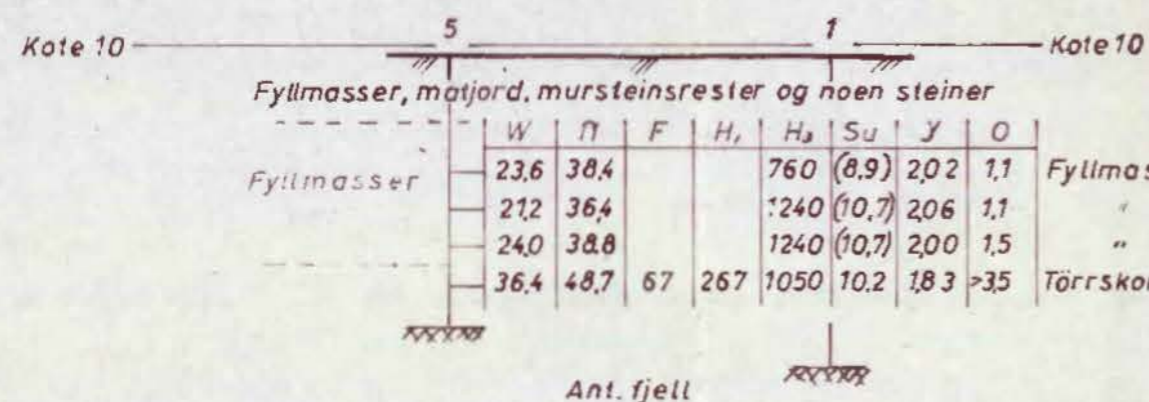 5 1
Kote 10 Kote 10
Fyllmasser, matjord, mursteinsrester og noen steiner
W n F H₁ H₃ Su γ O
Fyllmasser 23,6 38,4 760 (8,9) 2,02 1,1 Fyllmas
21,2 36,4 1240 (10,7) 2,06 1,1 "
24,0 38,8 1240 (10,7) 2,00 1,5 "
36,4 48,7 67 267 1050 10,2 1,83 >3,5 Törrskor
Ant. fjell